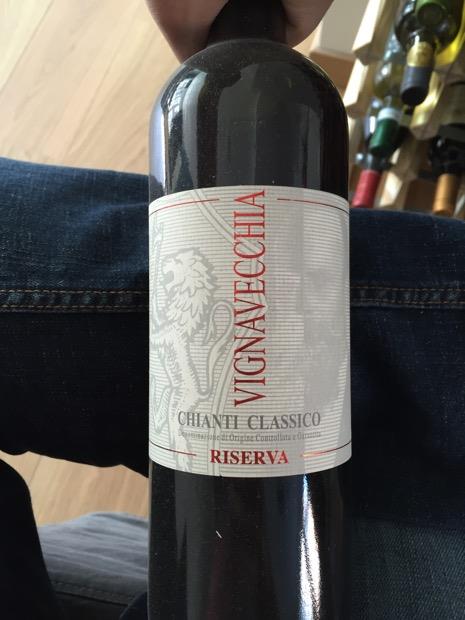 VIGNAVECCHIA
CHIANTI CLASSICO
Denominazione di Origine Controllata e Garantita
RISERVA